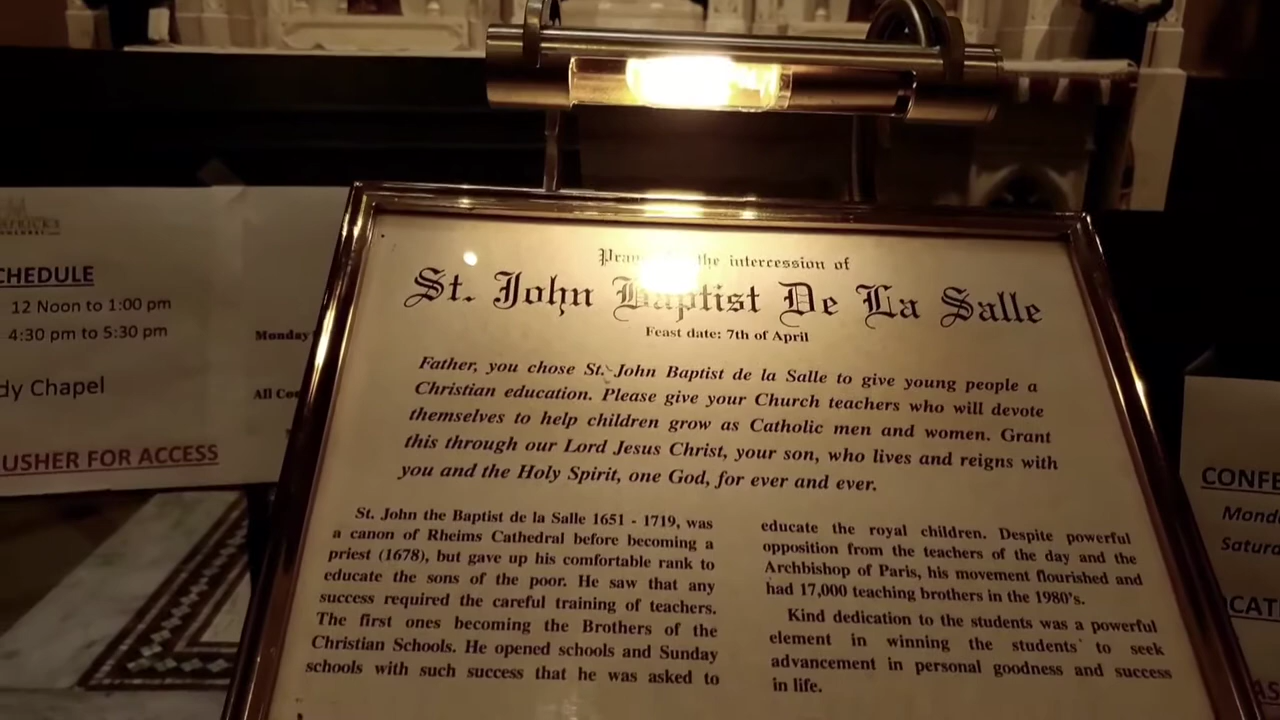 CHEDULE
12 Noon to 1:00 pm
4:30 pm to 5:30 pm
dy Chapel
USHER FOR ACCESS
Monday
All
the intercession of
St. John Baptist De La Salle
Feast date: 7th of April
Father, you chose St. John Baptist de la Salle to give young people a
Christian education. Please give your Church teachers who will devote
themselves to help children grow as Catholic men and women. Grant
this through our Lord Jesus Christ, your son, who lives and reigns with
you and the Holy Spirit, one God, for ever and ever.
St. John the Baptist de la Salle 1651 - 1719, was
a canon of Rheims Cathedral before becoming a
priest (1678), but gave up his comfortable rank to
educate the sons of the poor. He saw that any
success required the careful training of teachers.
The first ones becoming the Brothers of the
Christian Schools. He opened schools and Sunday
schools with such success that he was asked to
educate the royal children. Despite powerful
opposition from the teachers of the day and the
Archbishop of Paris, his movement flourished and
had 17,000 teaching brothers in the 1980's.
Kind dedication to the students was a powerful
element in winning the students' to seek
advancement in personal goodness and success
in life.
CONFE
Mond
Satura